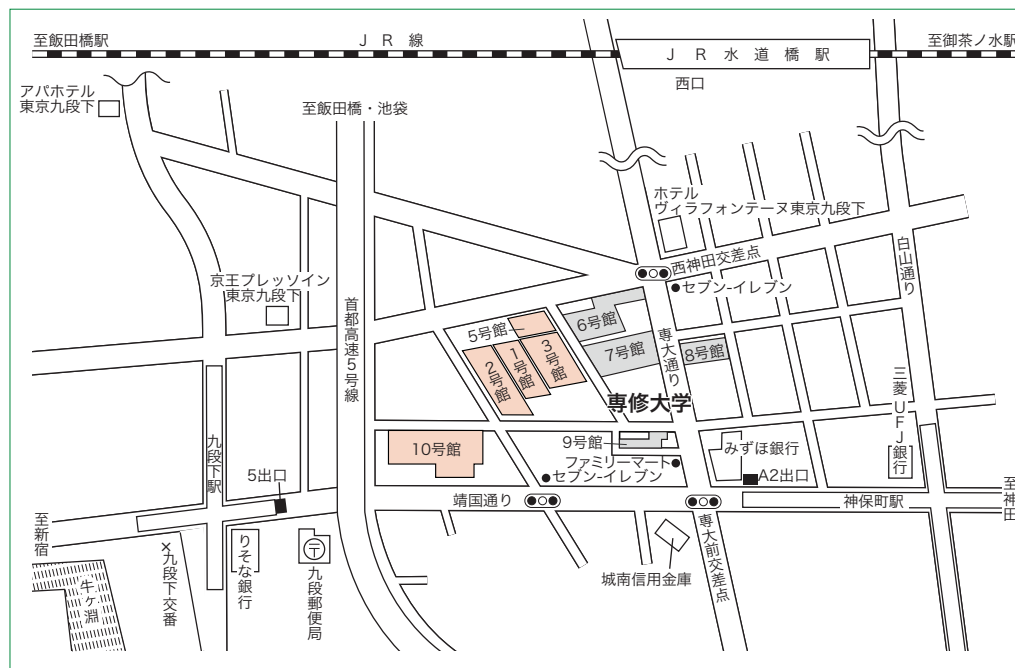 至飯田橋駅
JR線
JR水道橋駅
至御茶ノ水駅
西口
アパホテル
東京九段下
至飯田橋・池袋
ホテル
ヴィラフォンテーヌ東京九段下
白山通り
西神田交差点
セブン-イレブン
京王プレッソイン
東京九段下
首都高速5号線
6号館
5号館
3号館
1号館
2号館
7号館
専大通り
8号館
専修大学
三菱UFJ銀行
9号館
みずほ銀行
10号館
ファミリーマート
セブン-イレブン
A2出口
九段下駅
5出口
靖国通り
神保町駅
至神田
至新宿
×九段下交番
りそな銀行
〒
九段郵便局
専大前交差点
城南信用金庫
牛ヶ淵